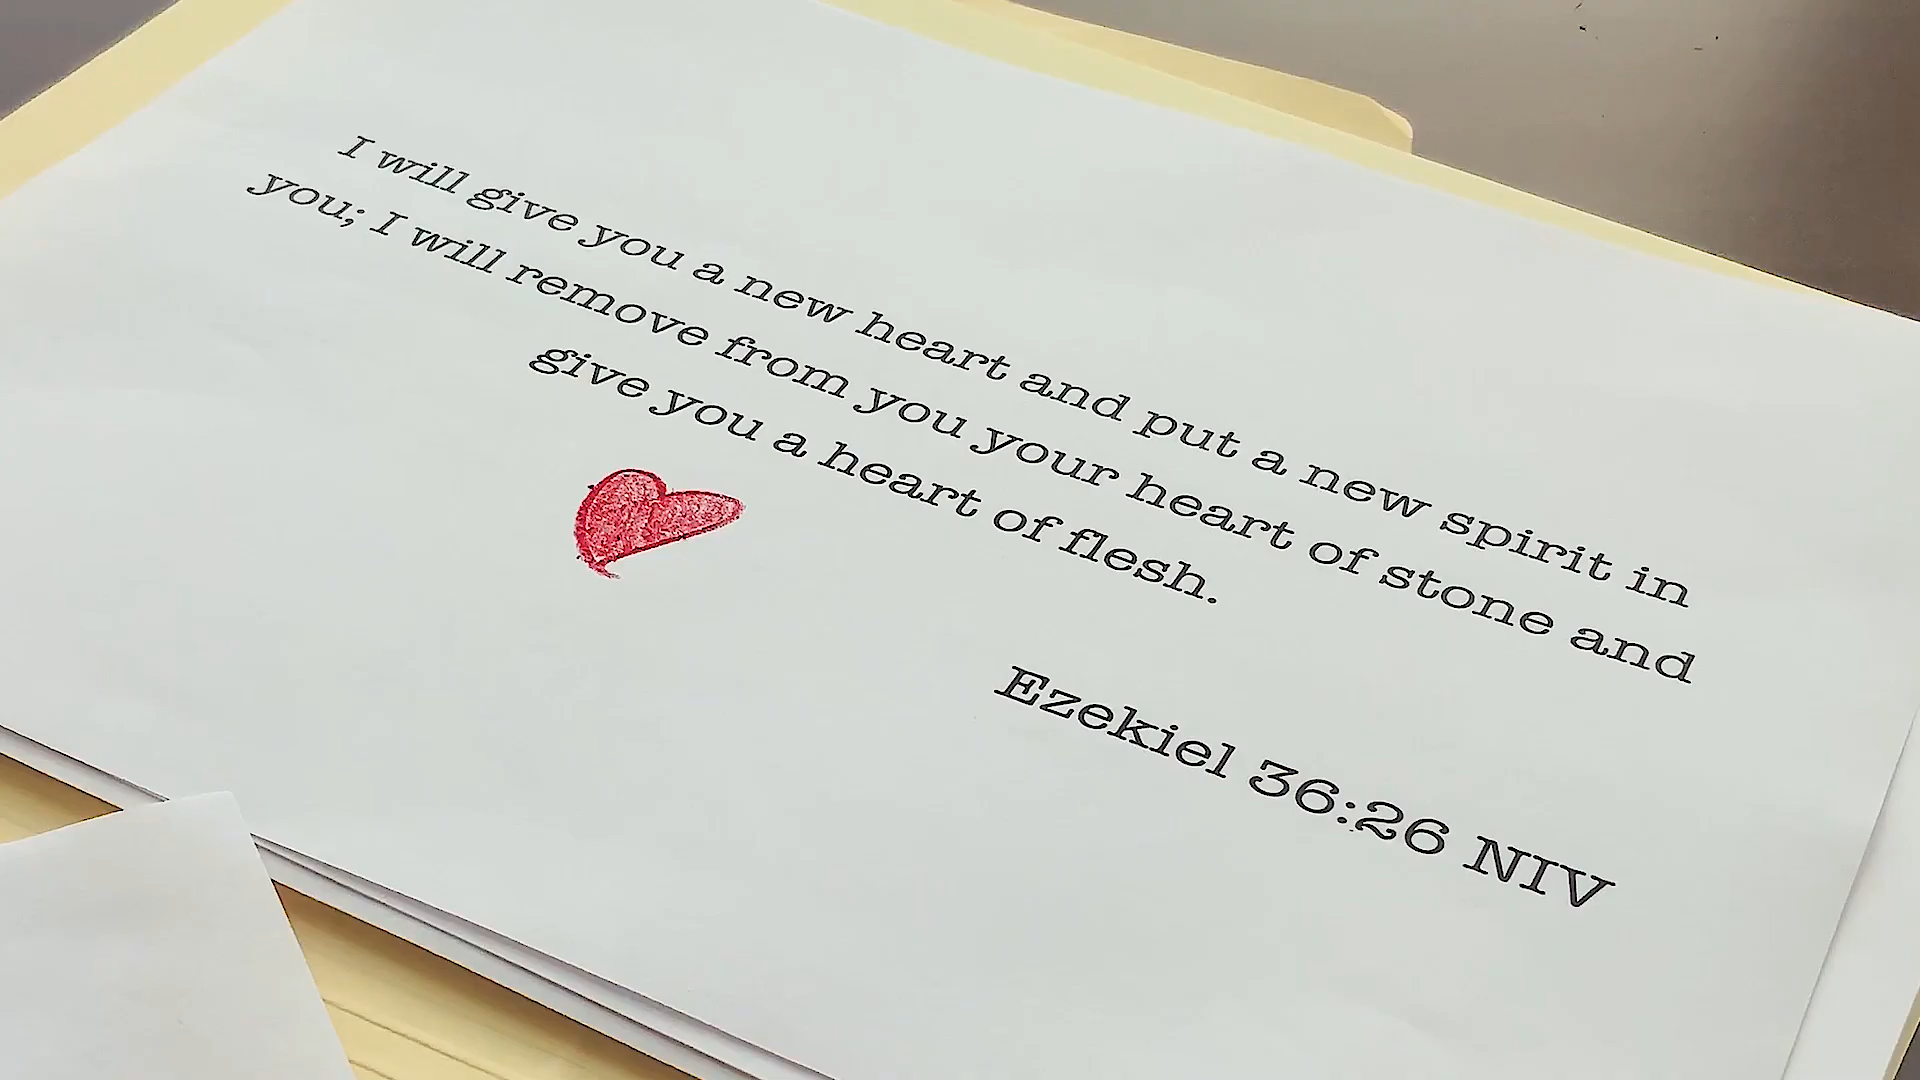 I will give you a new heart and put a new spirit in
you; I will remove from you your heart of stone and
give you a heart of flesh.
Ezekiel 36:26 NIV